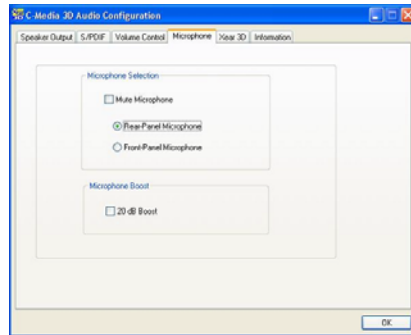 C-Media 3D Audio Configuration
Speaker Output S/PDIF Volume Control Microphone Xear 3D Information
Microphone Selection
Mute Microphone
Rear-Panel Microphone
Front-Panel Microphone
Microphone Boost
20 dB Boost
OK